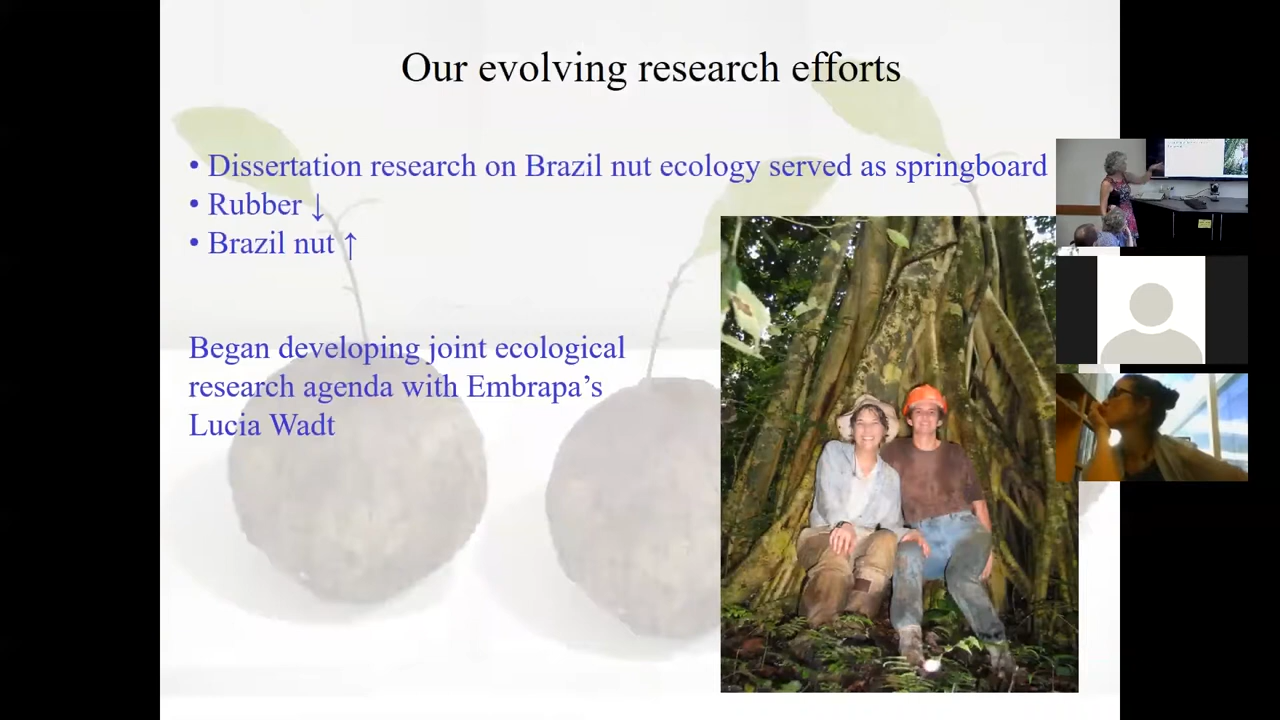 Our evolving research efforts
• Dissertation research on Brazil nut ecology served as springboard
• Rubber ↓
• Brazil nut ↑
Began developing joint ecological
research agenda with Embrapa’s
Lucia Wadt